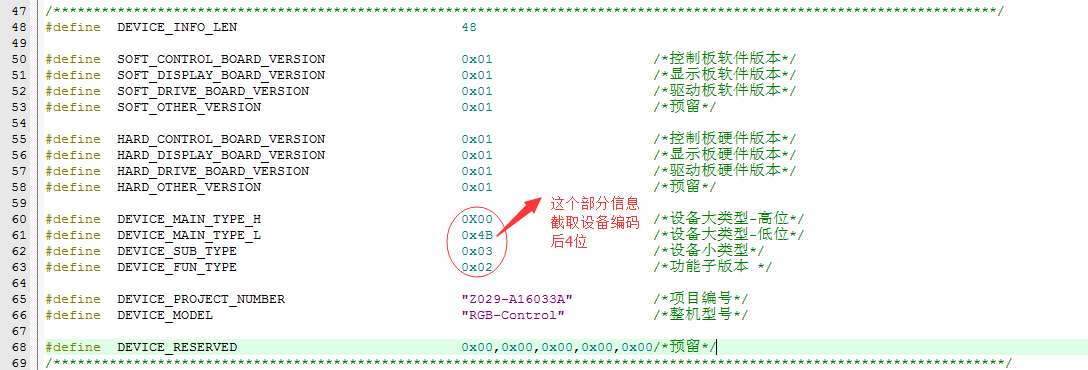 47 /**********************************************************************************************************************/
48 #define DEVICE_INFO_LEN 48
49
50 #define SOFT_CONTROL_BOARD_VERSION 0x01 /*控制板软件版本*/
51 #define SOFT_DISPLAY_BOARD_VERSION 0x01 /*显示板软件版本*/
52 #define SOFT_DRIVE_BOARD_VERSION 0x01 /*驱动板软件版本*/
53 #define SOFT_OTHER_VERSION 0x01 /*预留*/
54
55 #define HARD_CONTROL_BOARD_VERSION 0x01 /*控制板硬件版本*/
56 #define HARD_DISPLAY_BOARD_VERSION 0x01 /*显示板硬件版本*/
57 #define HARD_DRIVE_BOARD_VERSION 0x01 /*驱动板硬件版本*/
58 #define HARD_OTHER_VERSION 0x01 /*预留*/
59
这个部分信息
截取设备编码
后4位
60 #define DEVICE_MAIN_TYPE_H 0X00 /*设备大类型-高位*/
61 #define DEVICE_MAIN_TYPE_L 0x4B /*设备大类型-低位*/
62 #define DEVICE_SUB_TYPE 0x03 /*设备小类型*/
63 #define DEVICE_FUN_TYPE 0x02 /*功能子版本 */
64
65 #define DEVICE_PROJECT_NUMBER "Z029-A16033A" /*项目编号*/
66 #define DEVICE_MODEL "RGB-Control" /*整机型号*/
67
68 #define DEVICE_RESERVED 0x00,0x00,0x00,0x00,0x00/*预留*/
69 /***********************************************************************************************************************/